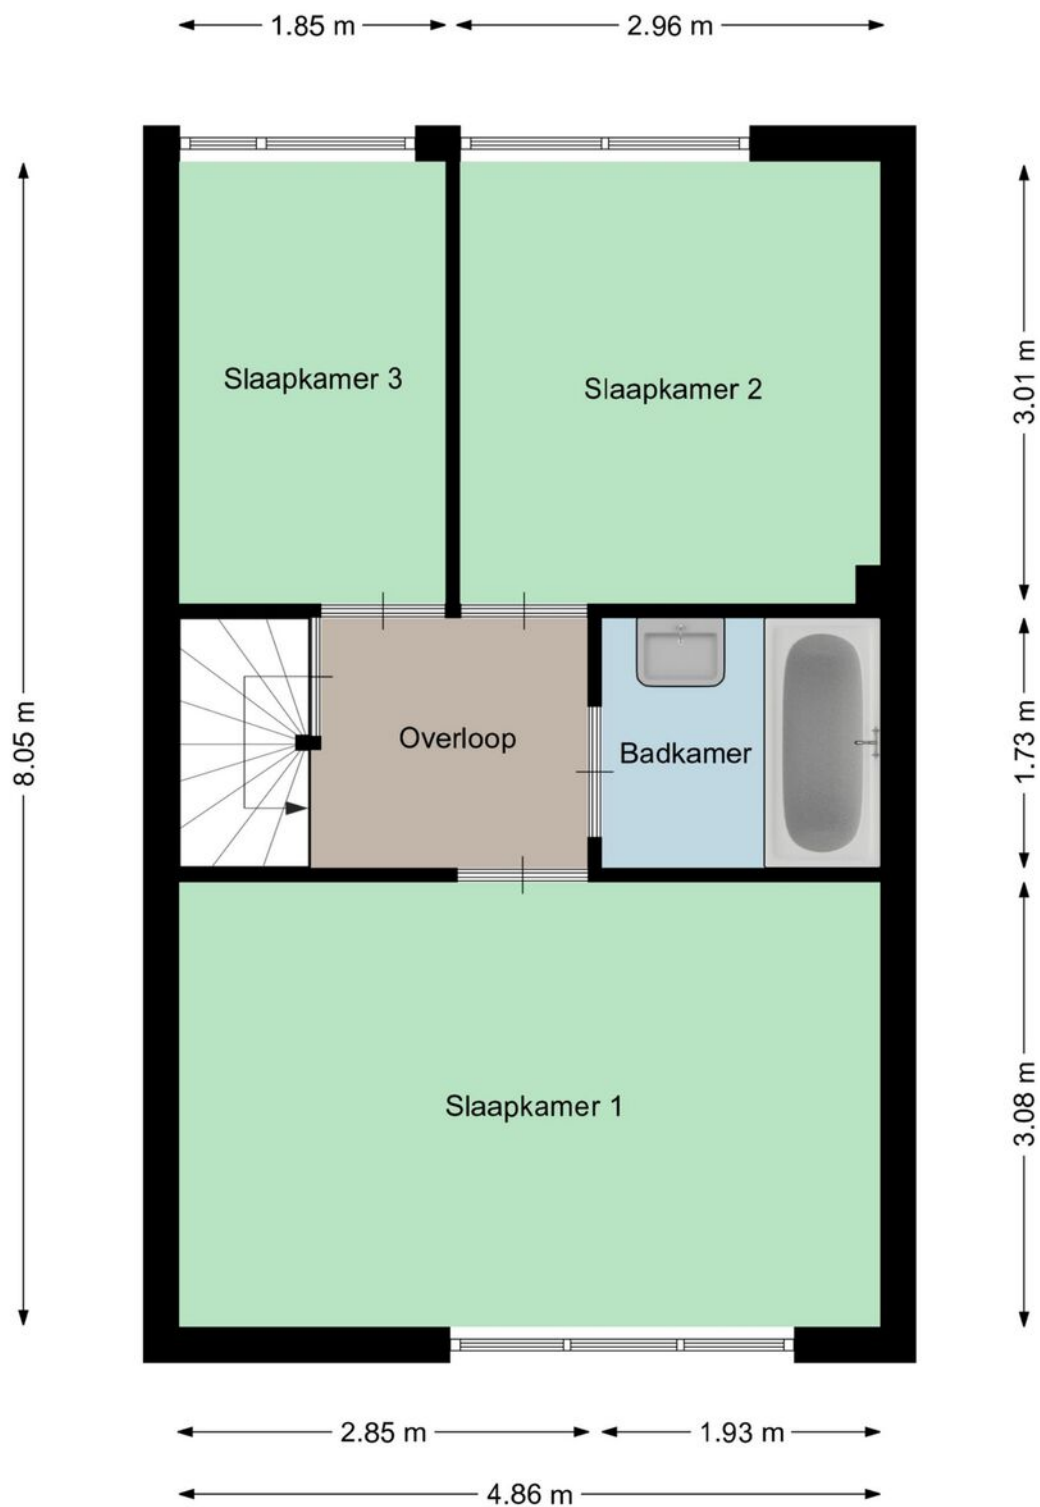 1.85 m
2.96 m
Slaapkamer 3
Slaapkamer 2
3.01 m
8.05 m
Overloop
Badkamer
1.73 m
Slaapkamer 1
3.08 m
2.85 m
1.93 m
4.86 m